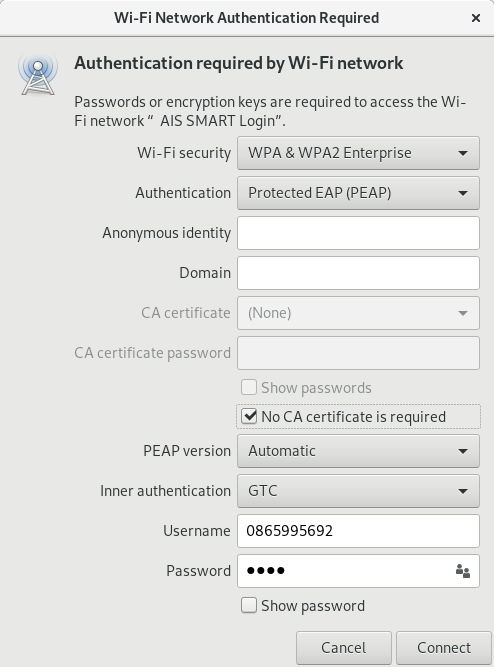 Wi-Fi Network Authentication Required
Authentication required by Wi-Fi network
Passwords or encryption keys are required to access the Wi-
Fi network “  AIS SMART Login”.
Wi-Fi security WPA & WPA2 Enterprise
Authentication Protected EAP (PEAP)
Anonymous identity
Domain
CA certificate (None)
CA certificate password
Show passwords
No CA certificate is required
PEAP version Automatic
Inner authentication GTC
Username 0865995692
Password ●●●●
Show password
Cancel Connect